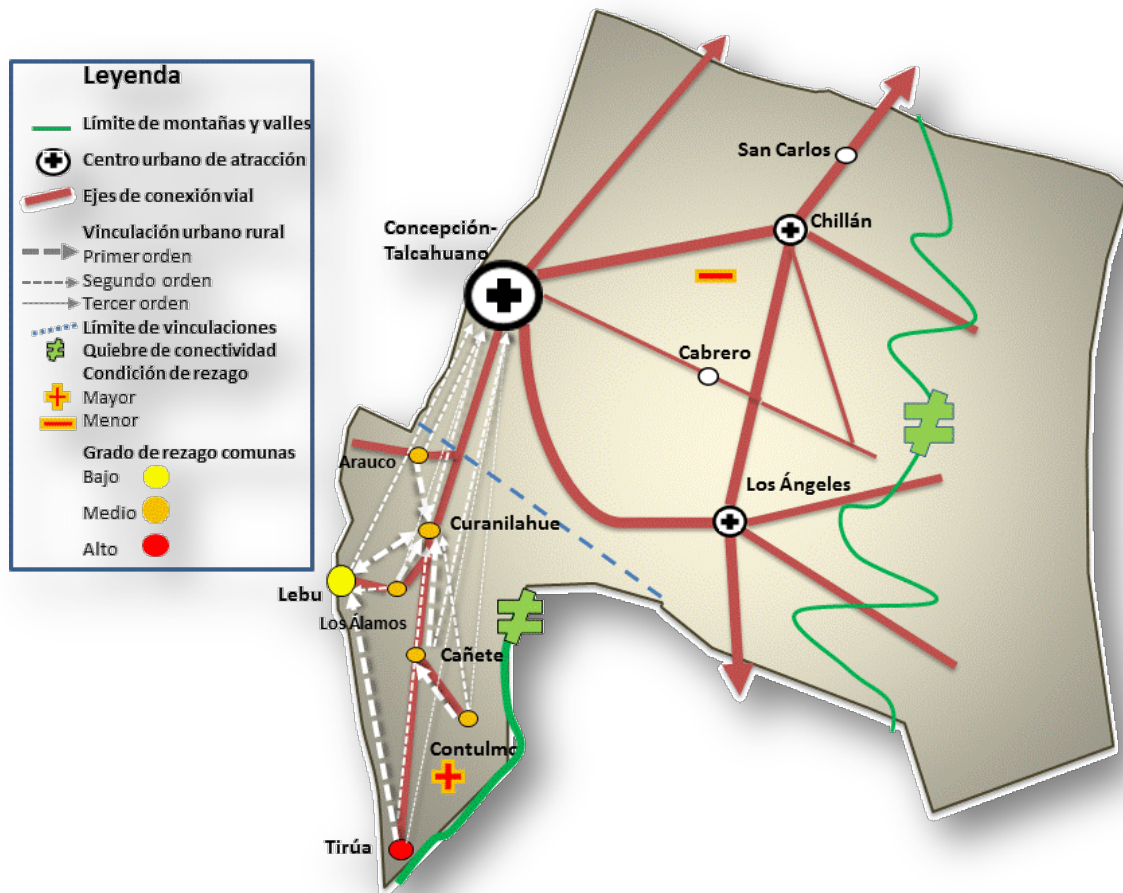 Leyenda
Límite de montañas y valles
Centro urbano de atracción
Ejes de conexión vial
Vinculación urbano rural
Primer orden
Segundo orden
Tercer orden
Límite de vinculaciones
Quiebre de conectividad
Condición de rezago
Mayor
Menor
Grado de rezago comunas
Bajo
Medio
Alto
San Carlos
Chillán
Concepción-
Talcahuano
Cabrero
Arauco
Los Ángeles
Curanilahue
Lebu
Los Álamos
Cañete
Contulmo
Tirúa